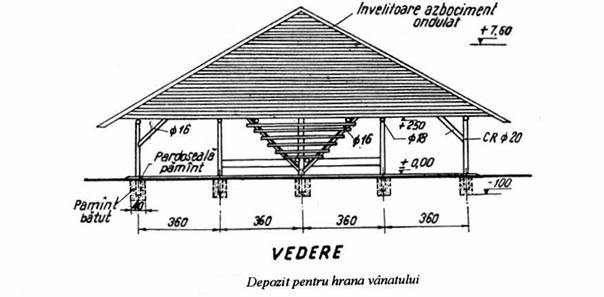 Invelitoare azbociment
ondulat
+7,60
ϕ16
ϕ16
+250
ϕ18
CR ϕ20
Pardoseală
pămînt
±0,00
Pamînt
bătut
-100
360
360
360
360
VEDERE
Depozit pentru hrana vânatului